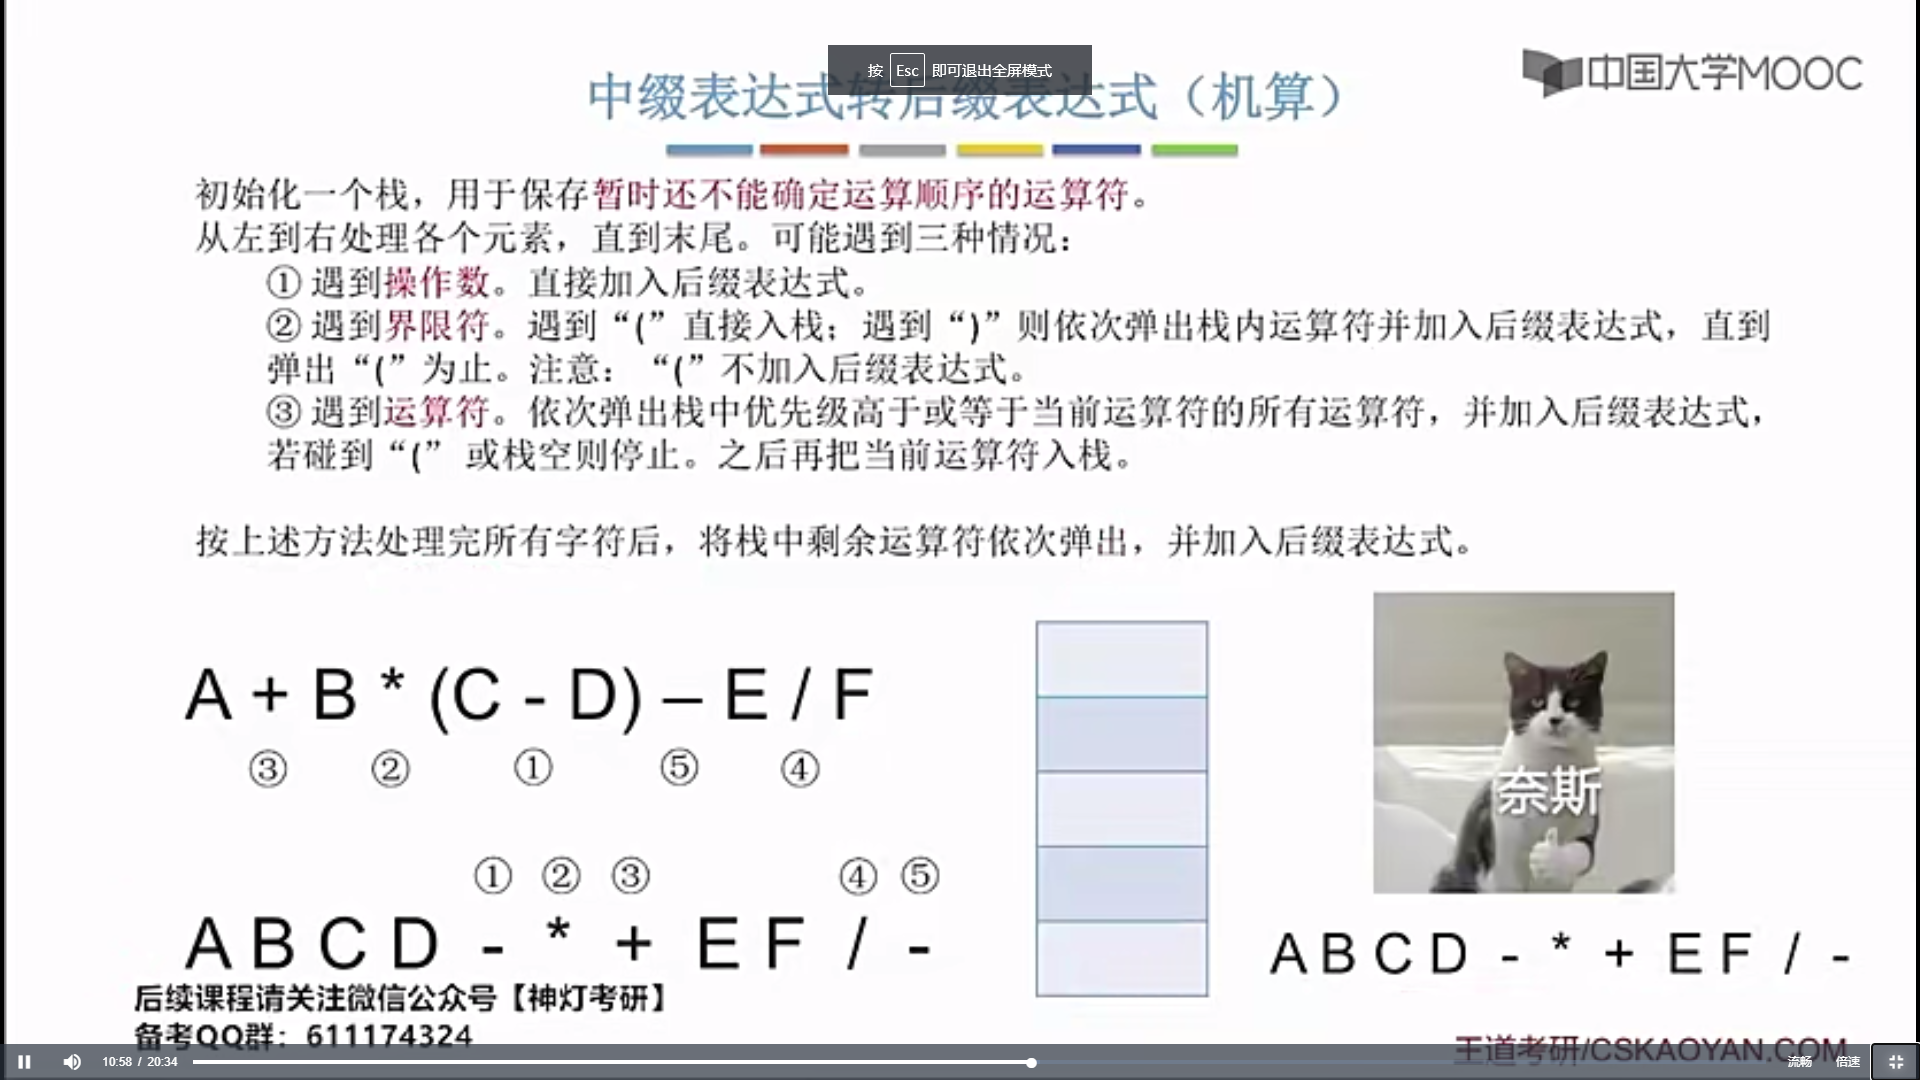 按 Esc 即可退出全屏模式
中缀表达式转后缀表达式（机算）
中国大学MOOC
初始化一个栈，用于保存暂时还不能确定运算顺序的运算符。
从左到右处理各个元素，直到末尾。可能遇到三种情况：
① 遇到操作数。直接加入后缀表达式。
② 遇到界限符。遇到“(”直接入栈；遇到“)”则依次弹出栈内运算符并加入后缀表达式，直到
弹出“(”为止。注意：“(”不加入后缀表达式。
③ 遇到运算符。依次弹出栈中优先级高于或等于当前运算符的所有运算符，并加入后缀表达式，
若碰到“(” 或栈空则停止。之后再把当前运算符入栈。
按上述方法处理完所有字符后，将栈中剩余运算符依次弹出，并加入后缀表达式。
A + B * (C - D) – E / F
③ ② ① ⑤ ④
奈斯
① ② ③ ④ ⑤
A B C D - * + E F / -
A B C D - * + E F / -
后续课程请关注微信公众号【神灯考研】
备考QQ群：611174324
王道考研/CSKAOYAN.COM
10:58 / 20:34
流畅 倍速